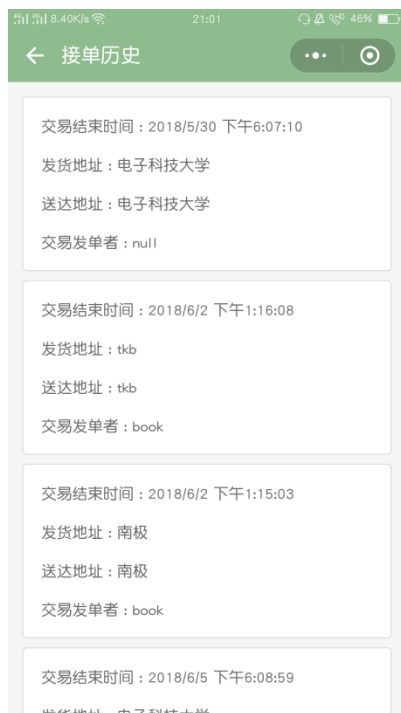 8.40K/s
21:01
46%
接单历史
交易结束时间：2018/5/30 下午6:07:10
发货地址：电子科技大学
送达地址：电子科技大学
交易发单者：null
交易结束时间：2018/6/2 下午1:16:08
发货地址：tkb
送达地址：tkb
交易发单者：book
交易结束时间：2018/6/2 下午1:15:03
发货地址：南极
送达地址：南极
交易发单者：book
交易结束时间：2018/6/5 下午6:08:59